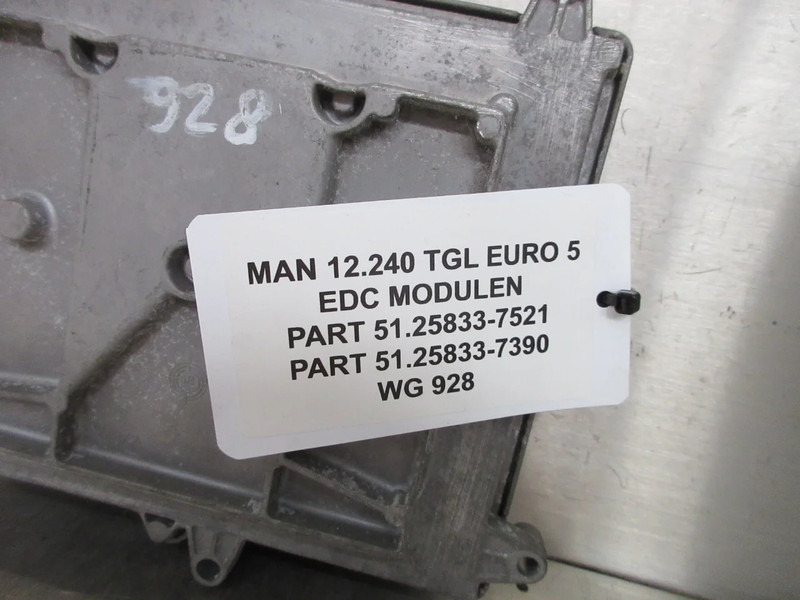 928
MAN 12.240 TGL EURO 5
EDC MODULEN
PART 51.25833-7521
PART 51.25833-7390
WG 928